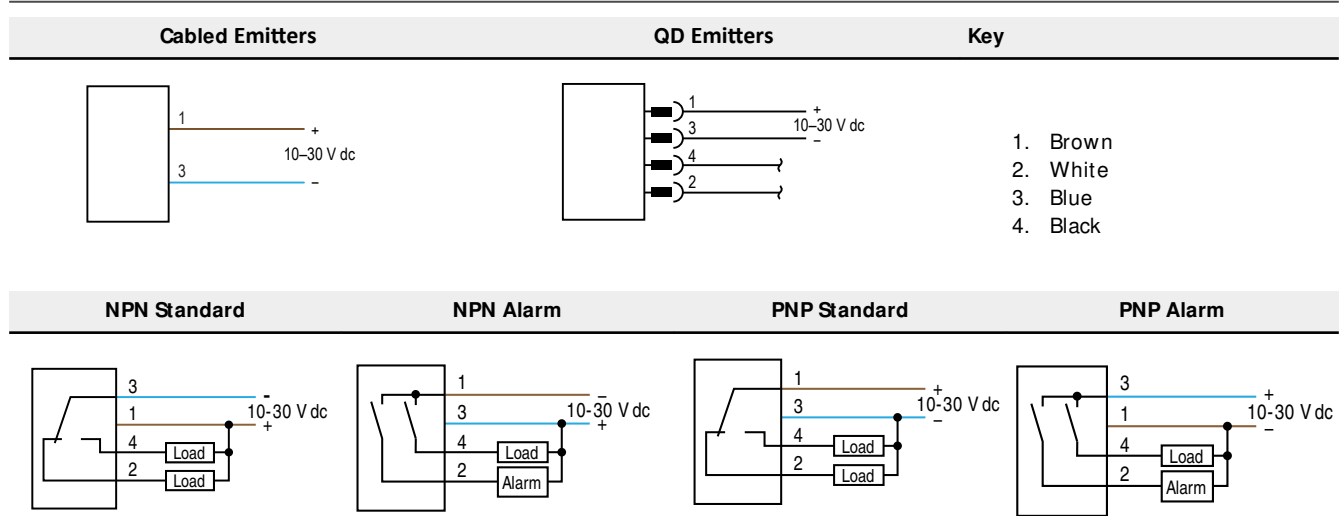 Cabled Emitters QD Emitters Key
1
+
10–30 V dc
3
–
1
+
10–30 V dc
3
–
4
2
1. Brown
2. White
3. Blue
4. Black
NPN Standard NPN Alarm PNP Standard PNP Alarm
3
-
10-30 V dc
1
+
4 Load
2 Load
1
–
10-30 V dc
3
+
4 Load
2 Alarm
1
+
10-30 V dc
3
–
4 Load
2 Load
3
+
10-30 V dc
1
–
4 Load
2 Alarm